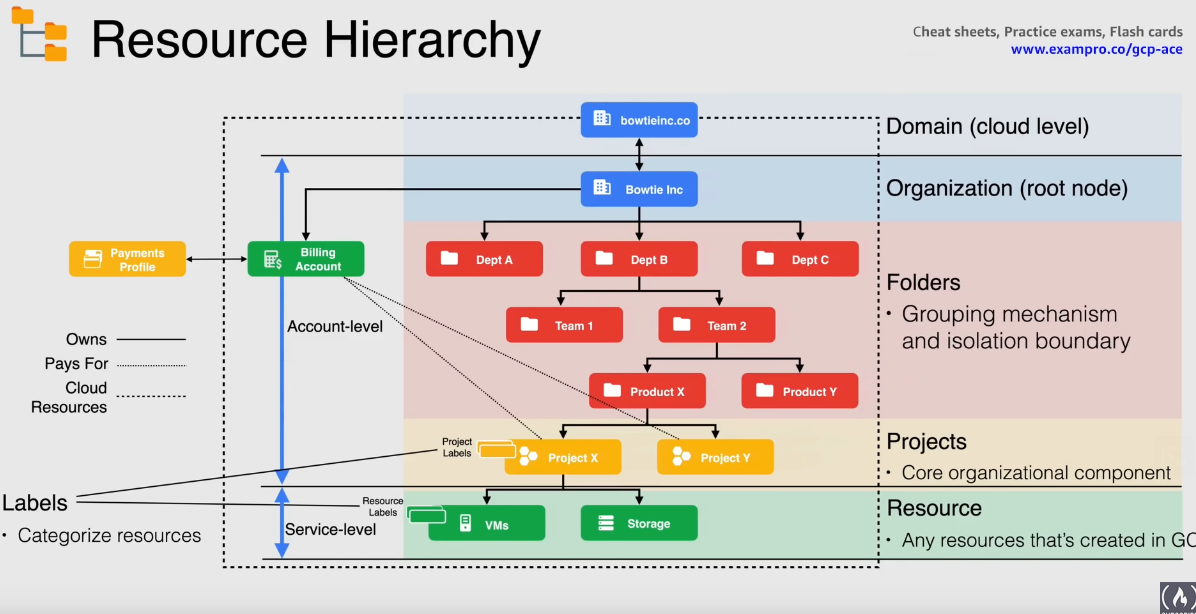 Resource Hierarchy
Cheat sheets, Practice exams, Flash cards
www.exampro.co/gcp-ace
bowtieinc.co
Domain (cloud level)
Bowtie Inc
Organization (root node)
Payments
Profile
Billing
Account
Dept A
Dept B
Dept C
Folders
• Grouping mechanism
and isolation boundary
Account-level
Team 1
Team 2
Owns
Pays For
Cloud
Resources
Product X
Product Y
Project
Labels
Project X
Project Y
Projects
• Core organizational component
Labels
• Categorize resources
Resource
Labels
Service-level
VMs
Storage
Resource
• Any resources that's created in GC